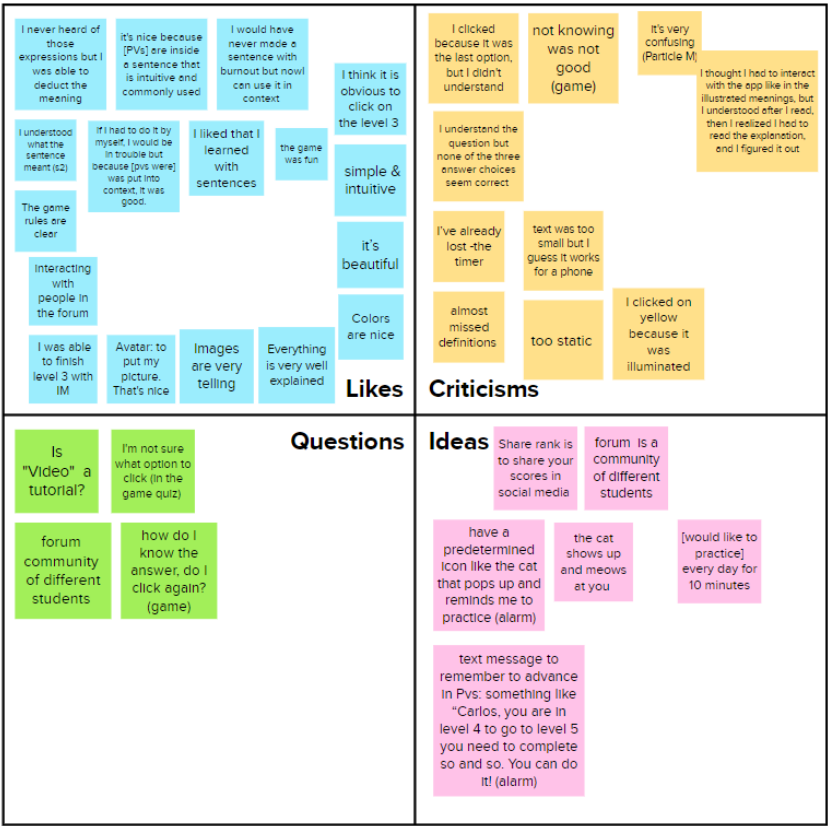 I never heard of
those
expressions but I
was able to
deduct the
meaning
it's nice because
[PVs] are inside
a sentence that
is intuitive and
commonly used
I would have
never made a
sentence with
burnout but nowI
can use it in
context
I think it is
obvious to
click on
the level 3
I understood
what the
sentence
meant (s2)
If I had to do it by
myself, I would be
in trouble but
because [pvs were]
was put into
context, it was
good.
I liked that I
learned
with
sentences
the game
was fun
simple &
intuitive
The game
rules are
clear
it's
beautiful
Interacting
with
people in
the forum
Colors
are nice
I was able
to finish
level 3 with
IM
Avatar: to
put my
picture.
That's nice
Images
are very
telling
Everything
is very well
explained
Likes
I clicked
because it was
the last option,
but I didn't
understand
not knowing
was not
good
(game)
it's very
confusing
(Particle M)
I thought I had to interact
with the app like in the
illustrated meanings, but
I understood after I read,
then I realized I had to
read the explanation,
and I figured it out
I understand the
question but
none of the three
answer choices
seem correct
I've already
lost -the
timer
text was too
small but I
guess it works
for a phone
almost
missed
definitions
too static
I clicked on
yellow
because it
was
illuminated
Criticisms
Questions
Is
"Video" a
tutorial?
I'm not sure
what option to
click (in the
game quiz)
forum
community
of different
students
how do I
know the
answer, do I
click again?
(game)
Ideas
Share rank is
to share your
scores in
social media
forum is a
community
of different
students
have a
predetermined
icon like the cat
that pops up and
reminds me to
practice (alarm)
the cat
shows up
and meows
at you
[would like to
practice]
every day for
10 minutes
text message to
remember to advance
in Pvs: something like
“Carlos, you are in
level 4 to go to level 5
you need to complete
so and so. You can do
it! (alarm)